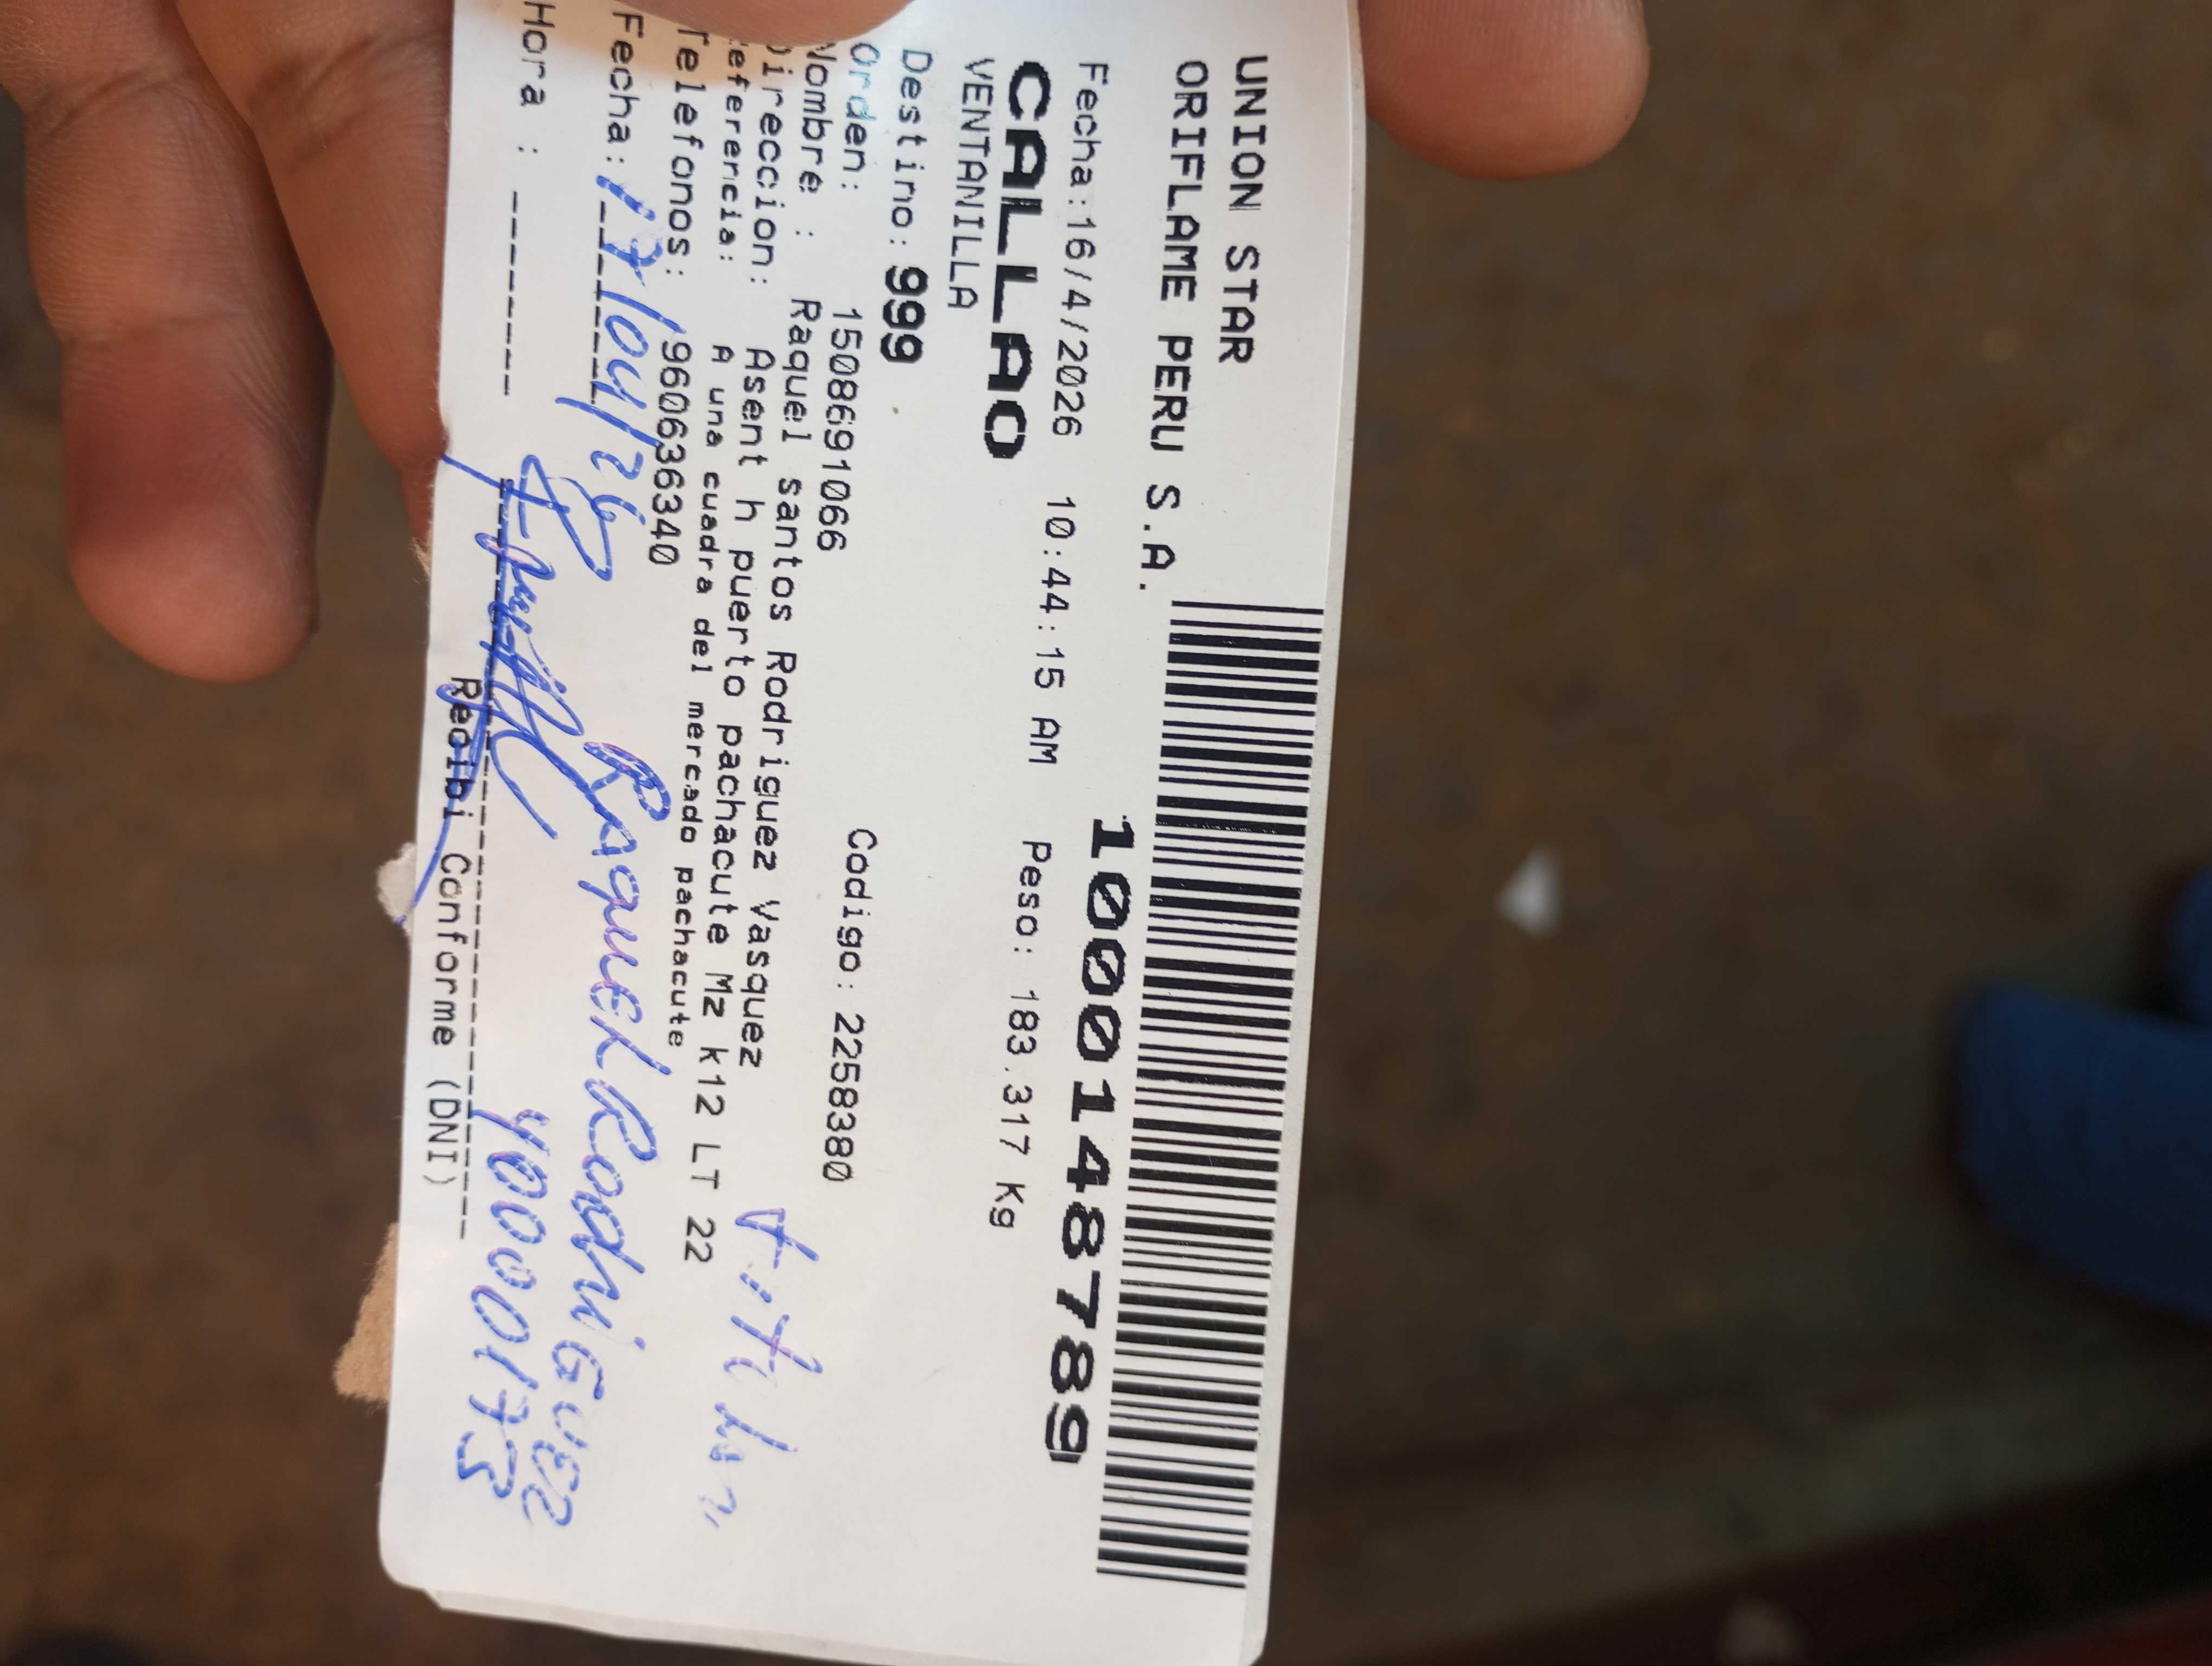 UNION STAR
ORIFLAME PERU S.A.
1000148789
Fecha:16/4/2026 10:44:15 AM Peso: 183.317 Kg
CALLAO
VENTANILLA
Destino: 999
Orden: 1508691066 Codigo: 2258380
Nombre : Raquel santos Rodriguez Vasquez
Direccion: Asent h puerto pachacute Mz k12 LT 22
eferencia: A una cuadra del mercado pachacute
Telefonos: 960636340
Fecha: 17/04/26 Raquel Rodriguez
Hora : 40000173
Recibi Conforme (DNI)